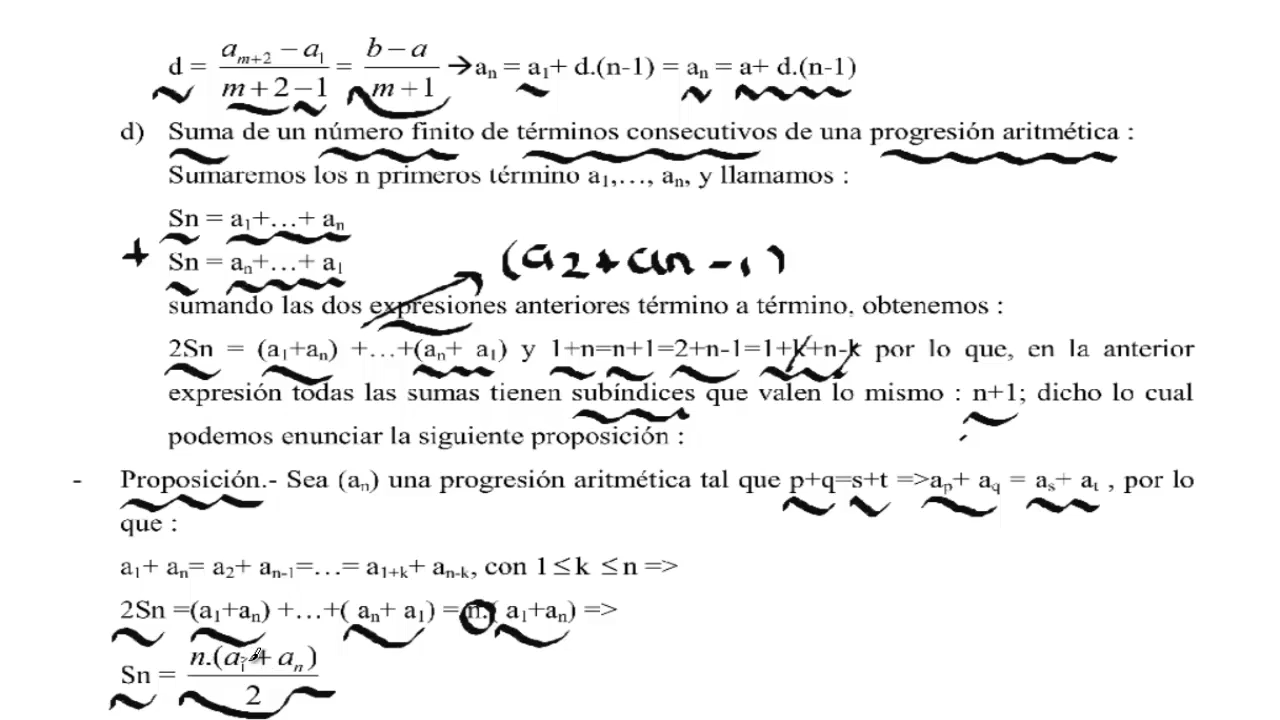 d = (a_{m+2} − a_1)/(m+2−1) = (b−a)/(m+1) → a_n = a_1+ d.(n-1) = a_n = a+ d.(n-1)
d) Suma de un número finito de términos consecutivos de una progresión aritmética :
Sumaremos los n primeros término a_1,…, a_n, y llamamos :
Sn = a_1+…+ a_n
+ Sn = a_n+…+ a_1
(a2+an-1)
sumando las dos expresiones anteriores término a término, obtenemos :
2Sn = (a_1+a_n) +…+(a_n+ a_1) y 1+n=n+1=2+n-1=1+k+n-k por lo que, en la anterior
expresión todas las sumas tienen subíndices que valen lo mismo : n+1; dicho lo cual
podemos enunciar la siguiente proposición :
- Proposición.- Sea (a_n) una progresión aritmética tal que p+q=s+t =>a_p+ a_q = a_s+ a_t , por lo
que :
a_1+ a_n= a_2+ a_{n-1}=…= a_{1+k}+ a_{n-k}, con 1≤k ≤n =>
2Sn =(a_1+a_n) +…+( a_n+ a_1) = n.( a_1+a_n) =>
Sn = n.(a_1+ a_n)/2